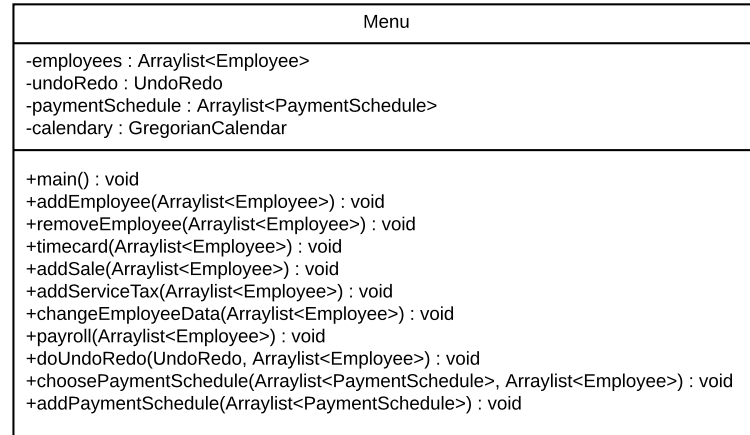 Menu
-employees : Arraylist<Employee>
-undoRedo : UndoRedo
-paymentSchedule : Arraylist<PaymentSchedule>
-calendary : GregorianCalendar
+main() : void
+addEmployee(Arraylist<Employee>) : void
+removeEmployee(Arraylist<Employee>) : void
+timecard(Arraylist<Employee>) : void
+addSale(Arraylist<Employee>) : void
+addServiceTax(Arraylist<Employee>) : void
+changeEmployeeData(Arraylist<Employee>) : void
+payroll(Arraylist<Employee>) : void
+doUndoRedo(UndoRedo, Arraylist<Employee>) : void
+choosePaymentSchedule(Arraylist<PaymentSchedule>, Arraylist<Employee>) : void
+addPaymentSchedule(Arraylist<PaymentSchedule>) : void